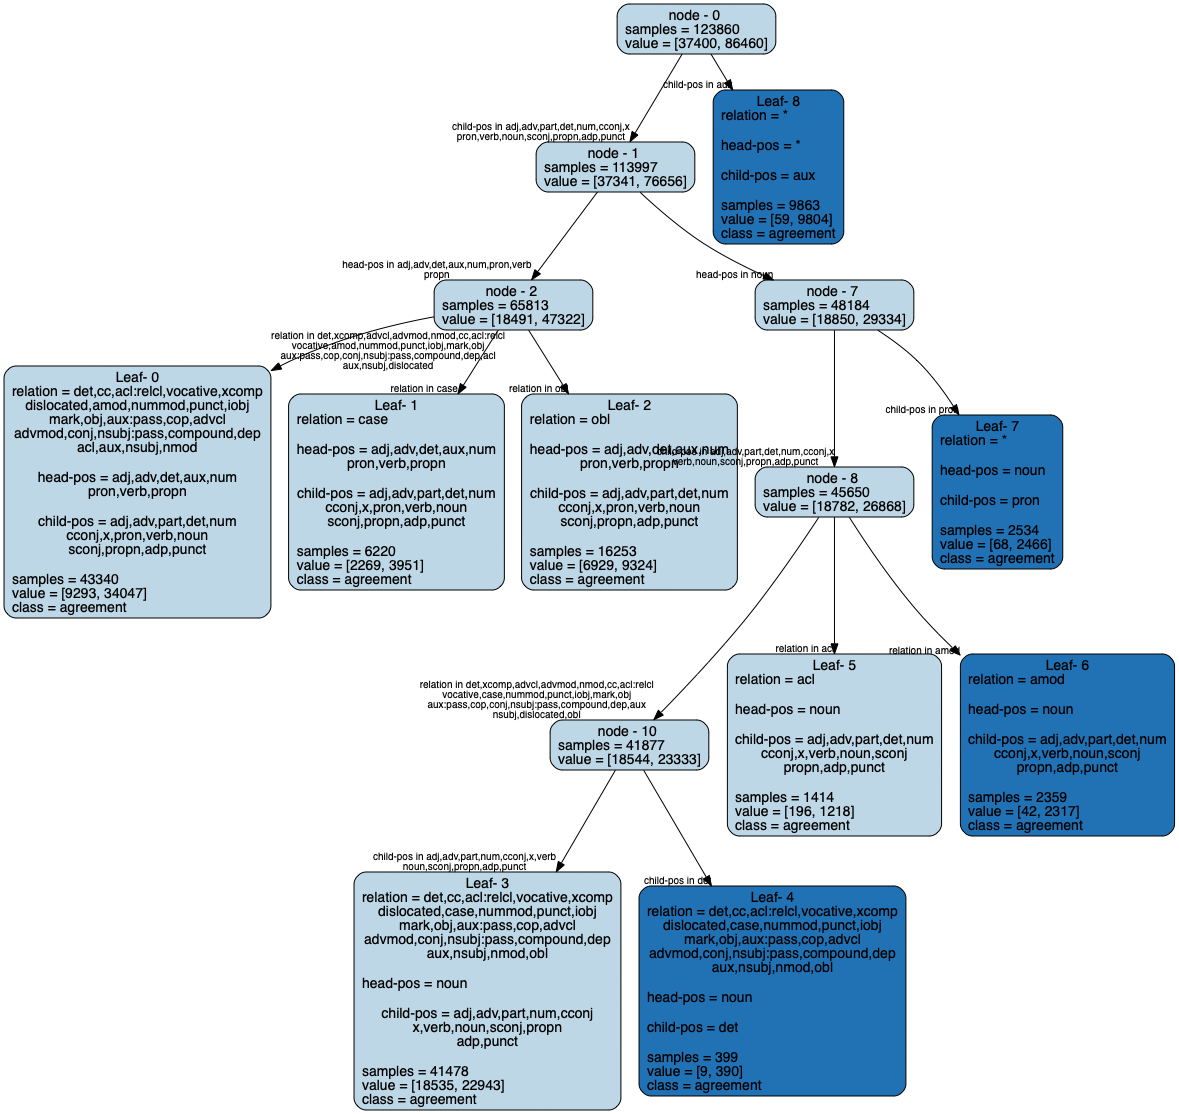 node - 0
samples = 123860
value = [37400, 86460]
child-pos in aux
Leaf- 8
relation = *
head-pos = *
child-pos = aux
samples = 9863
value = [59, 9804]
class = agreement
child-pos in adj,adv,part,det,num,cconj,x
pron,verb,noun,sconj,propn,adp,punct
node - 1
samples = 113997
value = [37341, 76656]
head-pos in adj,adv,det,aux,num,pron,verb
propn
node - 2
samples = 65813
value = [18491, 47322]
head-pos in noun
node - 7
samples = 48184
value = [18850, 29334]
relation in det,xcomp,advcl,advmod,nmod,cc,acl:relcl
vocative,amod,nummod,punct,iobj,mark,obj
aux:pass,cop,conj,nsubj:pass,compound,dep,acl
aux,nsubj,dislocated
Leaf- 0
relation = det,cc,acl:relcl,vocative,xcomp
dislocated,amod,nummod,punct,iobj
mark,obj,aux:pass,cop,advcl
advmod,conj,nsubj:pass,compound,dep
acl,aux,nsubj,nmod
head-pos = adj,adv,det,aux,num
pron,verb,propn
child-pos = adj,adv,part,det,num
cconj,x,pron,verb,noun
sconj,propn,adp,punct
samples = 43340
value = [9293, 34047]
class = agreement
relation in case
Leaf- 1
relation = case
head-pos = adj,adv,det,aux,num
pron,verb,propn
child-pos = adj,adv,part,det,num
cconj,x,pron,verb,noun
sconj,propn,adp,punct
samples = 6220
value = [2269, 3951]
class = agreement
relation in obl
Leaf- 2
relation = obl
head-pos = adj,adv,det,aux,num
pron,verb,propn
child-pos = adj,adv,part,det,num
cconj,x,pron,verb,noun
sconj,propn,adp,punct
samples = 16253
value = [6929, 9324]
class = agreement
child-pos in adj,adv,part,det,num,cconj,x
verb,noun,sconj,propn,adp,punct
node - 8
samples = 45650
value = [18782, 26868]
child-pos in pron
Leaf- 7
relation = *
head-pos = noun
child-pos = pron
samples = 2534
value = [68, 2466]
class = agreement
relation in det,xcomp,advcl,advmod,nmod,cc,acl:relcl
vocative,case,nummod,punct,iobj,mark,obj
aux:pass,cop,conj,nsubj:pass,compound,dep,aux
nsubj,dislocated,obl
node - 10
samples = 41877
value = [18544, 23333]
relation in acl
Leaf- 5
relation = acl
head-pos = noun
child-pos = adj,adv,part,det,num
cconj,x,verb,noun,sconj
propn,adp,punct
samples = 1414
value = [196, 1218]
class = agreement
relation in amod
Leaf- 6
relation = amod
head-pos = noun
child-pos = adj,adv,part,det,num
cconj,x,verb,noun,sconj
propn,adp,punct
samples = 2359
value = [42, 2317]
class = agreement
child-pos in adj,adv,part,num,cconj,x,verb
noun,sconj,propn,adp,punct
Leaf- 3
relation = det,cc,acl:relcl,vocative,xcomp
dislocated,case,nummod,punct,iobj
mark,obj,aux:pass,cop,advcl
advmod,conj,nsubj:pass,compound,dep
aux,nsubj,nmod,obl
head-pos = noun
child-pos = adj,adv,part,num,cconj
x,verb,noun,sconj,propn
adp,punct
samples = 41478
value = [18535, 22943]
class = agreement
child-pos in det
Leaf- 4
relation = det,cc,acl:relcl,vocative,xcomp
dislocated,case,nummod,punct,iobj
mark,obj,aux:pass,cop,advcl
advmod,conj,nsubj:pass,compound,dep
aux,nsubj,nmod,obl
head-pos = noun
child-pos = det
samples = 399
value = [9, 390]
class = agreement